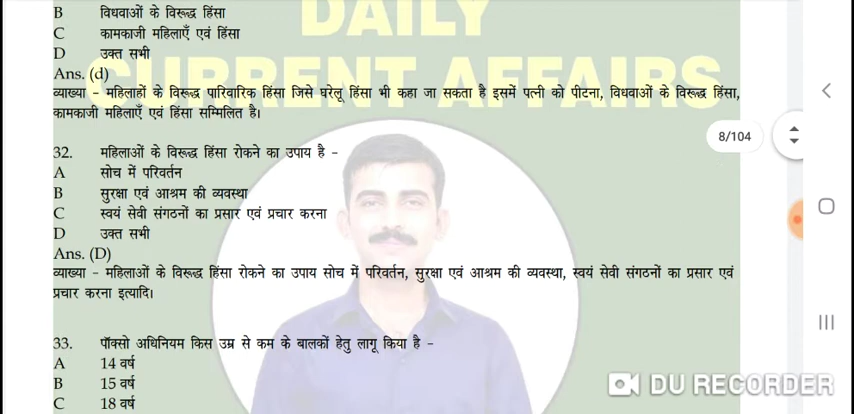 DAILY
CURRENT AFFAIRS
B विधवाओं के विरूद्ध हिंसा
C कामकाजी महिलाएँ एवं हिंसा
D उक्त सभी
Ans. (d)
व्याख्या - महिलाहों के विरूद्ध पारिवारिक हिंसा जिसे घरेलू हिंसा भी कहा जा सकता है इसमें पत्नी को पीटना, विधवाओं के विरूद्ध हिंसा,
कामकाजी महिलाएँ एवं हिंसा सम्मिलित है।
8/104
32. महिलाओं के विरूद्ध हिंसा रोकने का उपाय है -
A सोच में परिवर्तन
B सुरक्षा एवं आश्रम की व्यवस्था
C स्वयं सेवी संगठनों का प्रसार एवं प्रचार करना
D उक्त सभी
Ans. (D)
व्याख्या - महिलाओं के विरूद्ध हिंसा रोकने का उपाय सोच में परिवर्तन, सुरक्षा एवं आश्रम की व्यवस्था, स्वयं सेवी संगठनों का प्रसार एवं
प्रचार करना इत्यादि।
33. पॉक्सो अधिनियम किस उम्र से कम के बालकों हेतु लागू किया है -
A 14 वर्ष
B 15 वर्ष
C 18 वर्ष
DU RECORDER